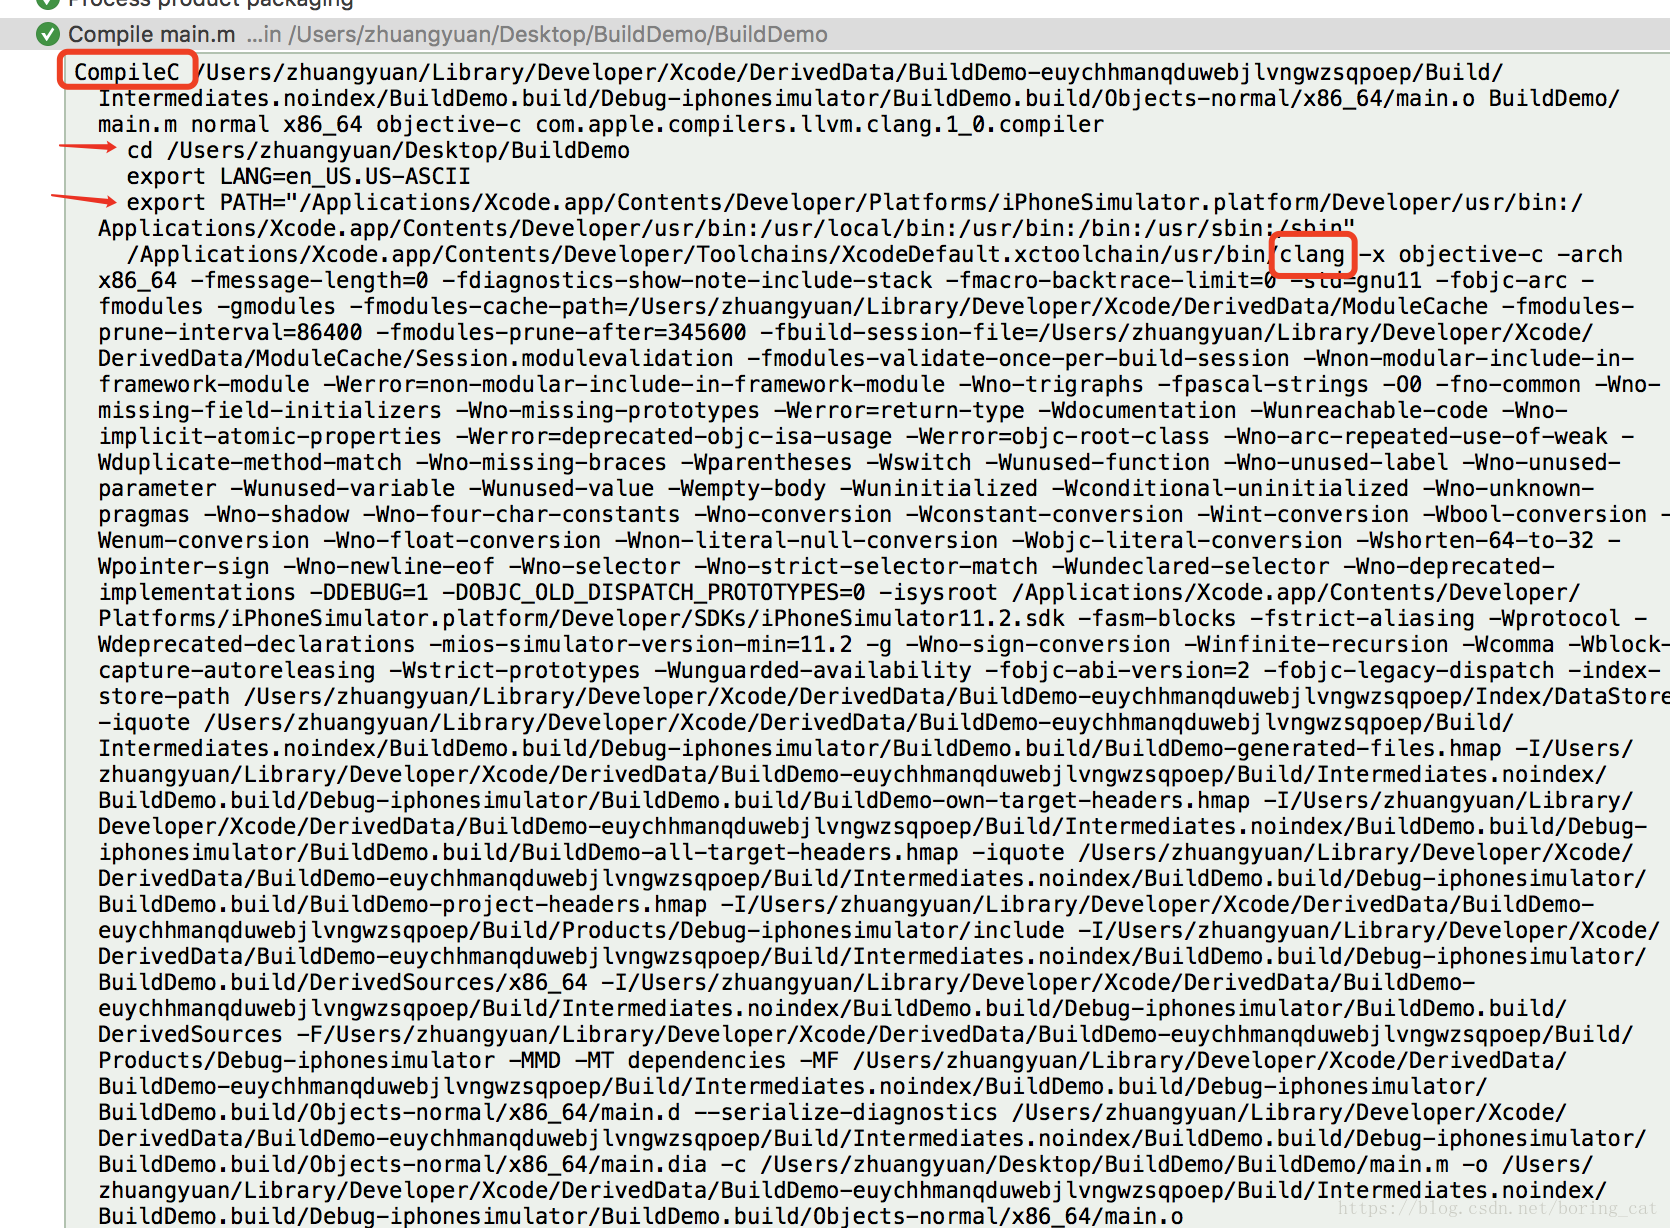 Process product packaging
Compile main.m ...in /Users/zhuangyuan/Desktop/BuildDemo/BuildDemo
CompileC /Users/zhuangyuan/Library/Developer/Xcode/DerivedData/BuildDemo-euychhmanqduwebjlvngwzsqpoep/Build/
Intermediates.noindex/BuildDemo.build/Debug-iphonesimulator/BuildDemo.build/Objects-normal/x86_64/main.o BuildDemo/
main.m normal x86_64 objective-c com.apple.compilers.llvm.clang.1_0.compiler
cd /Users/zhuangyuan/Desktop/BuildDemo
export LANG=en_US.US-ASCII
export PATH="/Applications/Xcode.app/Contents/Developer/Platforms/iPhoneSimulator.platform/Developer/usr/bin:/
Applications/Xcode.app/Contents/Developer/usr/bin:/usr/local/bin:/usr/bin:/bin:/usr/sbin:/sbin"
/Applications/Xcode.app/Contents/Developer/Toolchains/XcodeDefault.xctoolchain/usr/bin/clang -x objective-c -arch
x86_64 -fmessage-length=0 -fdiagnostics-show-note-include-stack -fmacro-backtrace-limit=0 -std=gnu11 -fobjc-arc -
fmodules -gmodules -fmodules-cache-path=/Users/zhuangyuan/Library/Developer/Xcode/DerivedData/ModuleCache -fmodules-
prune-interval=86400 -fmodules-prune-after=345600 -fbuild-session-file=/Users/zhuangyuan/Library/Developer/Xcode/
DerivedData/ModuleCache/Session.modulevalidation -fmodules-validate-once-per-build-session -Wnon-modular-include-in-
framework-module -Werror=non-modular-include-in-framework-module -Wno-trigraphs -fpascal-strings -O0 -fno-common -Wno-
missing-field-initializers -Wno-missing-prototypes -Werror=return-type -Wdocumentation -Wunreachable-code -Wno-
implicit-atomic-properties -Werror=deprecated-objc-isa-usage -Werror=objc-root-class -Wno-arc-repeated-use-of-weak -
Wduplicate-method-match -Wno-missing-braces -Wparentheses -Wswitch -Wunused-function -Wno-unused-label -Wno-unused-
parameter -Wunused-variable -Wunused-value -Wempty-body -Wuninitialized -Wconditional-uninitialized -Wno-unknown-
pragmas -Wno-shadow -Wno-four-char-constants -Wno-conversion -Wconstant-conversion -Wint-conversion -Wbool-conversion -
Wenum-conversion -Wno-float-conversion -Wnon-literal-null-conversion -Wobjc-literal-conversion -Wshorten-64-to-32 -
Wpointer-sign -Wno-newline-eof -Wno-selector -Wno-strict-selector-match -Wundeclared-selector -Wno-deprecated-
implementations -DDEBUG=1 -DOBJC_OLD_DISPATCH_PROTOTYPES=0 -isysroot /Applications/Xcode.app/Contents/Developer/
Platforms/iPhoneSimulator.platform/Developer/SDKs/iPhoneSimulator11.2.sdk -fasm-blocks -fstrict-aliasing -Wprotocol -
Wdeprecated-declarations -mios-simulator-version-min=11.2 -g -Wno-sign-conversion -Winfinite-recursion -Wcomma -Wblock-
capture-autoreleasing -Wstrict-prototypes -Wunguarded-availability -fobjc-abi-version=2 -fobjc-legacy-dispatch -index-
store-path /Users/zhuangyuan/Library/Developer/Xcode/DerivedData/BuildDemo-euychhmanqduwebjlvngwzsqpoep/Index/DataStore
-iquote /Users/zhuangyuan/Library/Developer/Xcode/DerivedData/BuildDemo-euychhmanqduwebjlvngwzsqpoep/Build/
Intermediates.noindex/BuildDemo.build/Debug-iphonesimulator/BuildDemo.build/BuildDemo-generated-files.hmap -I/Users/
zhuangyuan/Library/Developer/Xcode/DerivedData/BuildDemo-euychhmanqduwebjlvngwzsqpoep/Build/Intermediates.noindex/
BuildDemo.build/Debug-iphonesimulator/BuildDemo.build/BuildDemo-own-target-headers.hmap -I/Users/zhuangyuan/Library/
Developer/Xcode/DerivedData/BuildDemo-euychhmanqduwebjlvngwzsqpoep/Build/Intermediates.noindex/BuildDemo.build/Debug-
iphonesimulator/BuildDemo.build/BuildDemo-all-target-headers.hmap -iquote /Users/zhuangyuan/Library/Developer/Xcode/
DerivedData/BuildDemo-euychhmanqduwebjlvngwzsqpoep/Build/Intermediates.noindex/BuildDemo.build/Debug-iphonesimulator/
BuildDemo.build/BuildDemo-project-headers.hmap -I/Users/zhuangyuan/Library/Developer/Xcode/DerivedData/BuildDemo-
euychhmanqduwebjlvngwzsqpoep/Build/Products/Debug-iphonesimulator/include -I/Users/zhuangyuan/Library/Developer/Xcode/
DerivedData/BuildDemo-euychhmanqduwebjlvngwzsqpoep/Build/Intermediates.noindex/BuildDemo.build/Debug-iphonesimulator/
BuildDemo.build/DerivedSources/x86_64 -I/Users/zhuangyuan/Library/Developer/Xcode/DerivedData/BuildDemo-
euychhmanqduwebjlvngwzsqpoep/Build/Intermediates.noindex/BuildDemo.build/Debug-iphonesimulator/BuildDemo.build/
DerivedSources -F/Users/zhuangyuan/Library/Developer/Xcode/DerivedData/BuildDemo-euychhmanqduwebjlvngwzsqpoep/Build/
Products/Debug-iphonesimulator -MMD -MT dependencies -MF /Users/zhuangyuan/Library/Developer/Xcode/DerivedData/
BuildDemo-euychhmanqduwebjlvngwzsqpoep/Build/Intermediates.noindex/BuildDemo.build/Debug-iphonesimulator/
BuildDemo.build/Objects-normal/x86_64/main.d --serialize-diagnostics /Users/zhuangyuan/Library/Developer/Xcode/
DerivedData/BuildDemo-euychhmanqduwebjlvngwzsqpoep/Build/Intermediates.noindex/BuildDemo.build/Debug-iphonesimulator/
BuildDemo.build/Objects-normal/x86_64/main.dia -c /Users/zhuangyuan/Desktop/BuildDemo/BuildDemo/main.m -o /Users/
zhuangyuan/Library/Developer/Xcode/DerivedData/BuildDemo-euychhmanqduwebjlvngwzsqpoep/Build/Intermediates.noindex/
BuildDemo.build/Debug-iphonesimulator/BuildDemo.build/Objects-normal/x86_64/main.o
https://blog.csdn.net/boring_cat